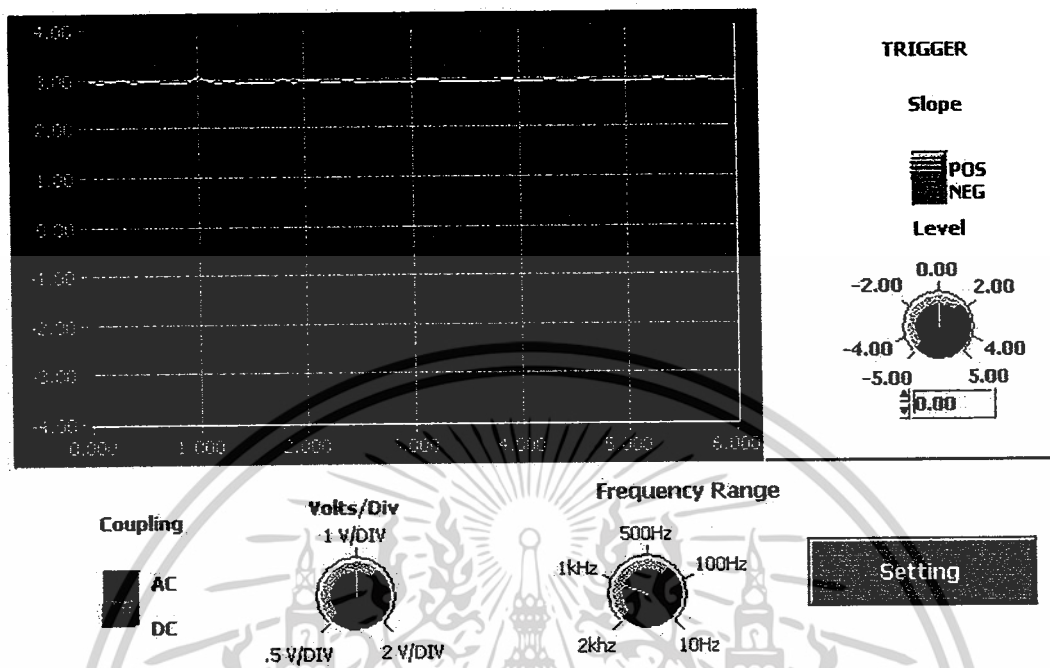 4.00
3.00
2.00
1.00
0.00
-1.00
-2.00
-3.00
-4.00
0.000 1.000 2.000 4.000 5.000 6.000
TRIGGER
Slope
POS
NEG
Level
0.00
-2.00 2.00
-4.00 4.00
-5.00 5.00
0.00
Coupling
AC
DC
Volts/Div
1 V/DIV
.5 V/DIV 2 V/DIV
Frequency Range
500Hz
1kHz 100Hz
2khz 10Hz
Setting